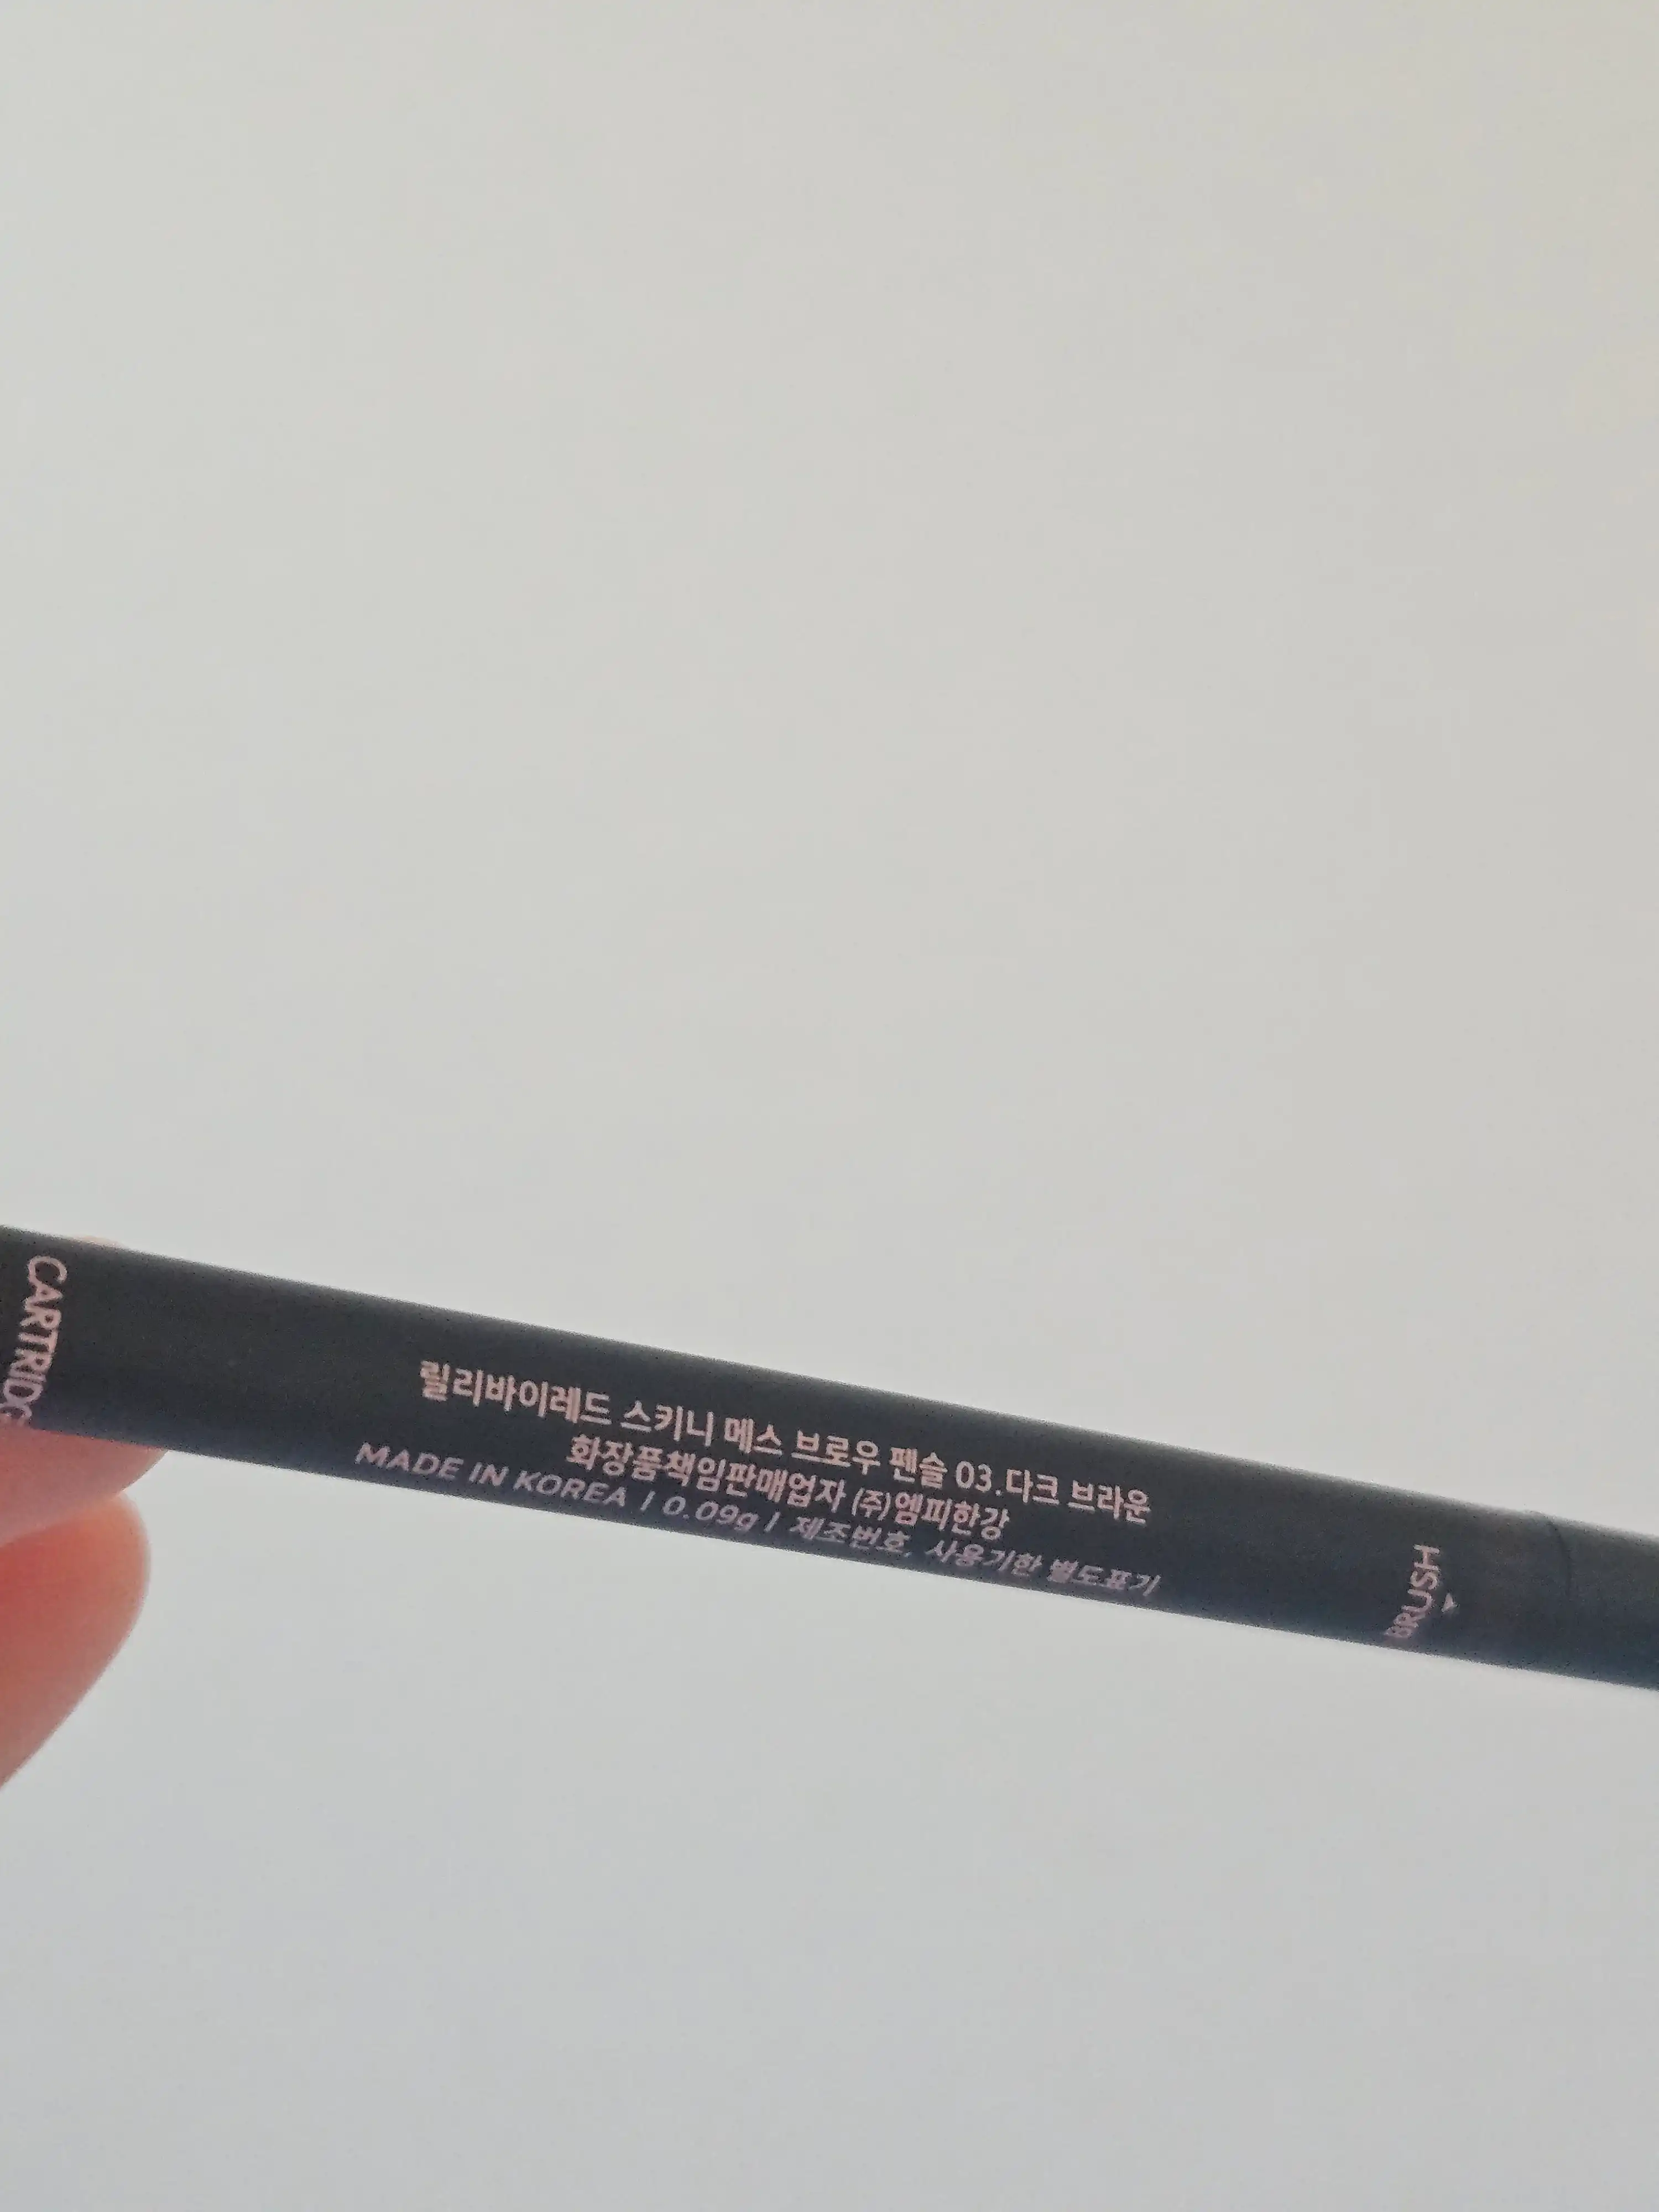 CARTRIDG
릴리바이레드 스키니 메스 브로우 펜슬 03.다크 브라운
화장품책임판매업자 (주)엠피한강
MADE IN KOREA | 0.09g | 제조번호, 사용기한 별도표기
BRUSH